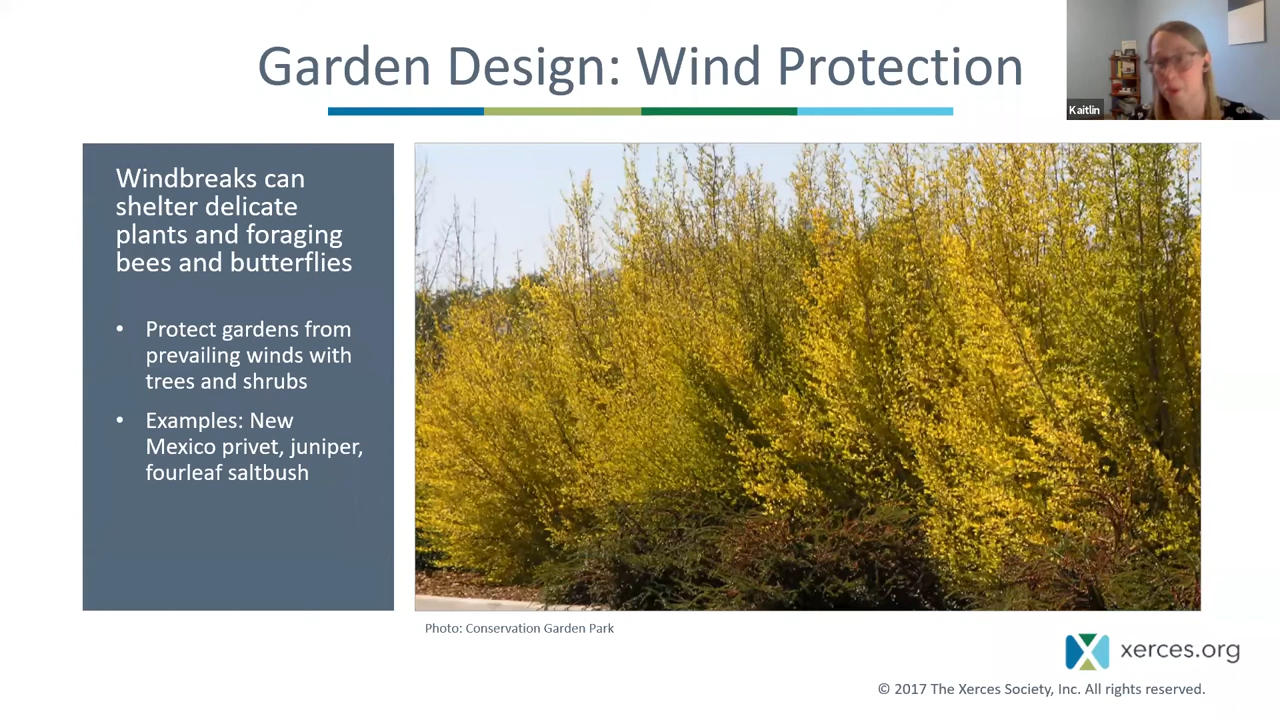 Garden Design: Wind Protection
Kaitlin
Windbreaks can
shelter delicate
plants and foraging
bees and butterflies
• Protect gardens from
prevailing winds with
trees and shrubs
• Examples: New
Mexico privet, juniper,
fourleaf saltbush
Photo: Conservation Garden Park
xerces.org
© 2017 The Xerces Society, Inc. All rights reserved.